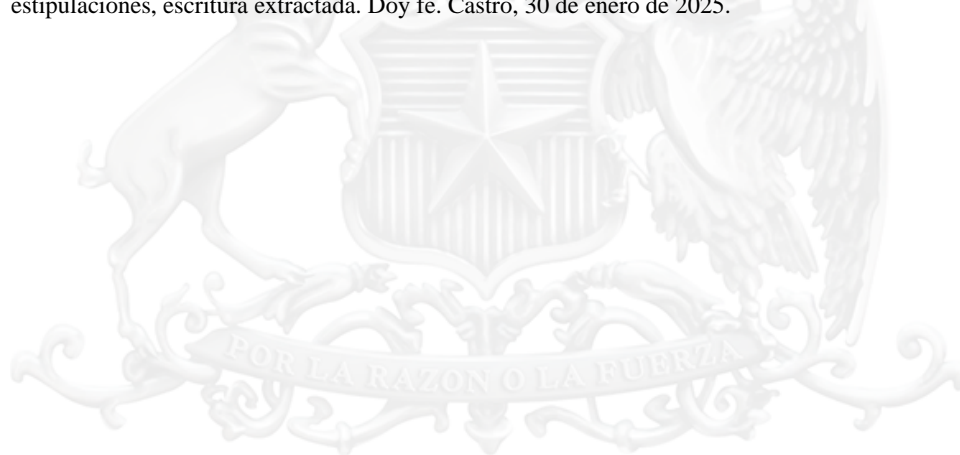 estipulaciones, escritura extractada. Doy fe. Castro, 30 de enero de 2025.
POR LA RAZON O LA FUERZA